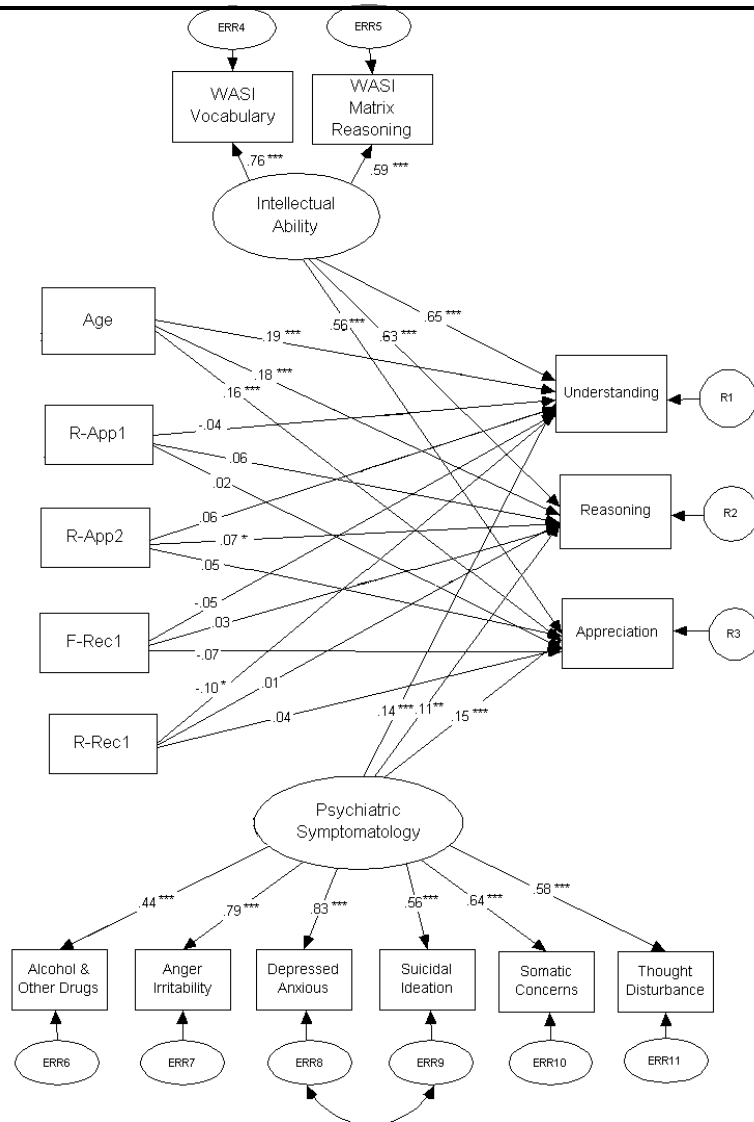 ERR4
ERR5
WASI
Vocabulary
WASI
Matrix
Reasoning
.76 ***
.59 ***
Intellectual
Ability
Age
.19 ***
.18 ***
.16 ***
.56 ***
.63 ***
.65 ***
Understanding
R1
R-App1
-.04
.06
.02
R-App2
.06
.07 *
.05
Reasoning
R2
F-Rec1
-.05
.03
-.07
Appreciation
R3
R-Rec1
-.10 *
.01
.04
.14 ***
.11 **
.15 ***
Psychiatric
Symptomatology
.44 ***
.79 ***
.83 ***
.56 ***
.64 ***
.58 ***
Alcohol &
Other Drugs
Anger
Irritability
Depressed
Anxious
Suicidal
Ideation
Somatic
Concerns
Thought
Disturbance
ERR6
ERR7
ERR8
ERR9
ERR10
ERR11